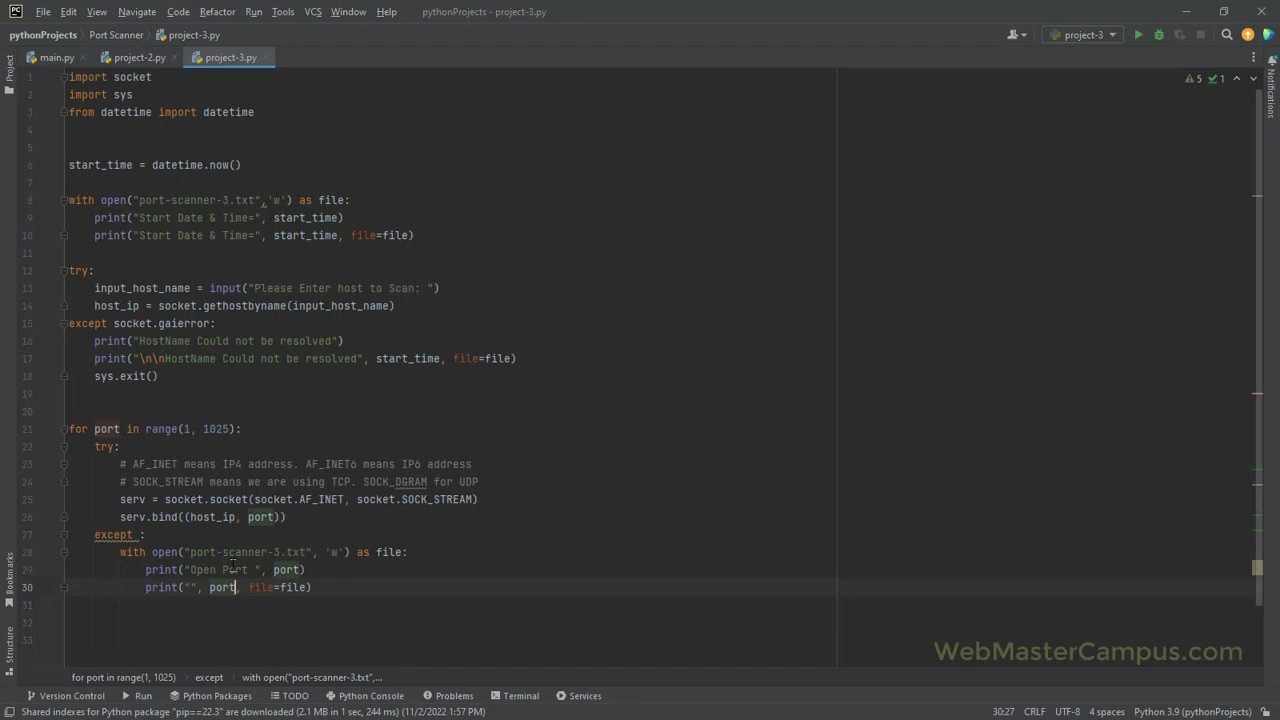 PC File Edit View Navigate Code Refactor Run Tools VCS Window Help pythonProjects - project-3.py
pythonProjects Port Scanner project-3.py project-3
main.py project-2.py project-3.py
Project
Notifications
Bookmarks
Structure
5 1
1 import socket
2 import sys
3 from datetime import datetime
4
5
6 start_time = datetime.now()
7
8 with open("port-scanner-3.txt",'w') as file:
9 print("Start Date & Time=", start_time)
10 print("Start Date & Time=", start_time, file=file)
11
12 try:
13 input_host_name = input("Please Enter host to Scan: ")
14 host_ip = socket.gethostbyname(input_host_name)
15 except socket.gaierror:
16 print("HostName Could not be resolved")
17 print("\n\nHostName Could not be resolved", start_time, file=file)
18 sys.exit()
19
20
21 for port in range(1, 1025):
22 try:
23 # AF_INET means IP4 address. AF_INET6 means IP6 address
24 # SOCK_STREAM means we are using TCP. SOCK_DGRAM for UDP
25 serv = socket.socket(socket.AF_INET, socket.SOCK_STREAM)
26 serv.bind((host_ip, port))
27 except :
28 with open("port-scanner-3.txt", 'w') as file:
29 print("Open Port ", port)
30 print("", port, file=file)
31
32
33
WebMasterCampus.com
for port in range(1, 1025) except with open("port-scanner-3.txt",...
Version Control Run Python Packages TODO Python Console Problems Terminal Services
Shared indexes for Python package "pip==22.3" are downloaded (2.1 MB in 1 sec, 244 ms) (11/2/2022 1:57 PM) 30:27 CRLF UTF-8 4 spaces Python 3.9 (pythonProjects)